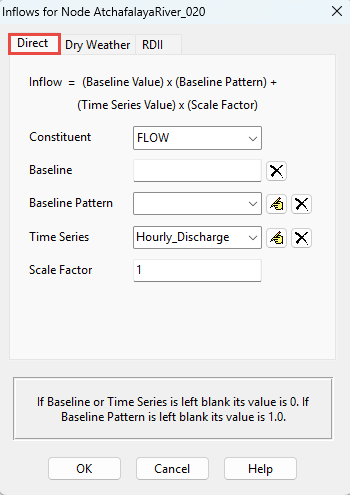 Inflows for Node AtchafalayaRiver_020
Direct Dry Weather RDII
Inflow = (Baseline Value) x (Baseline Pattern) +
(Time Series Value) x (Scale Factor)
Constituent FLOW
Baseline
Baseline Pattern
Time Series Hourly_Discharge
Scale Factor 1
If Baseline or Time Series is left blank its value is 0. If
Baseline Pattern is left blank its value is 1.0.
OK Cancel Help